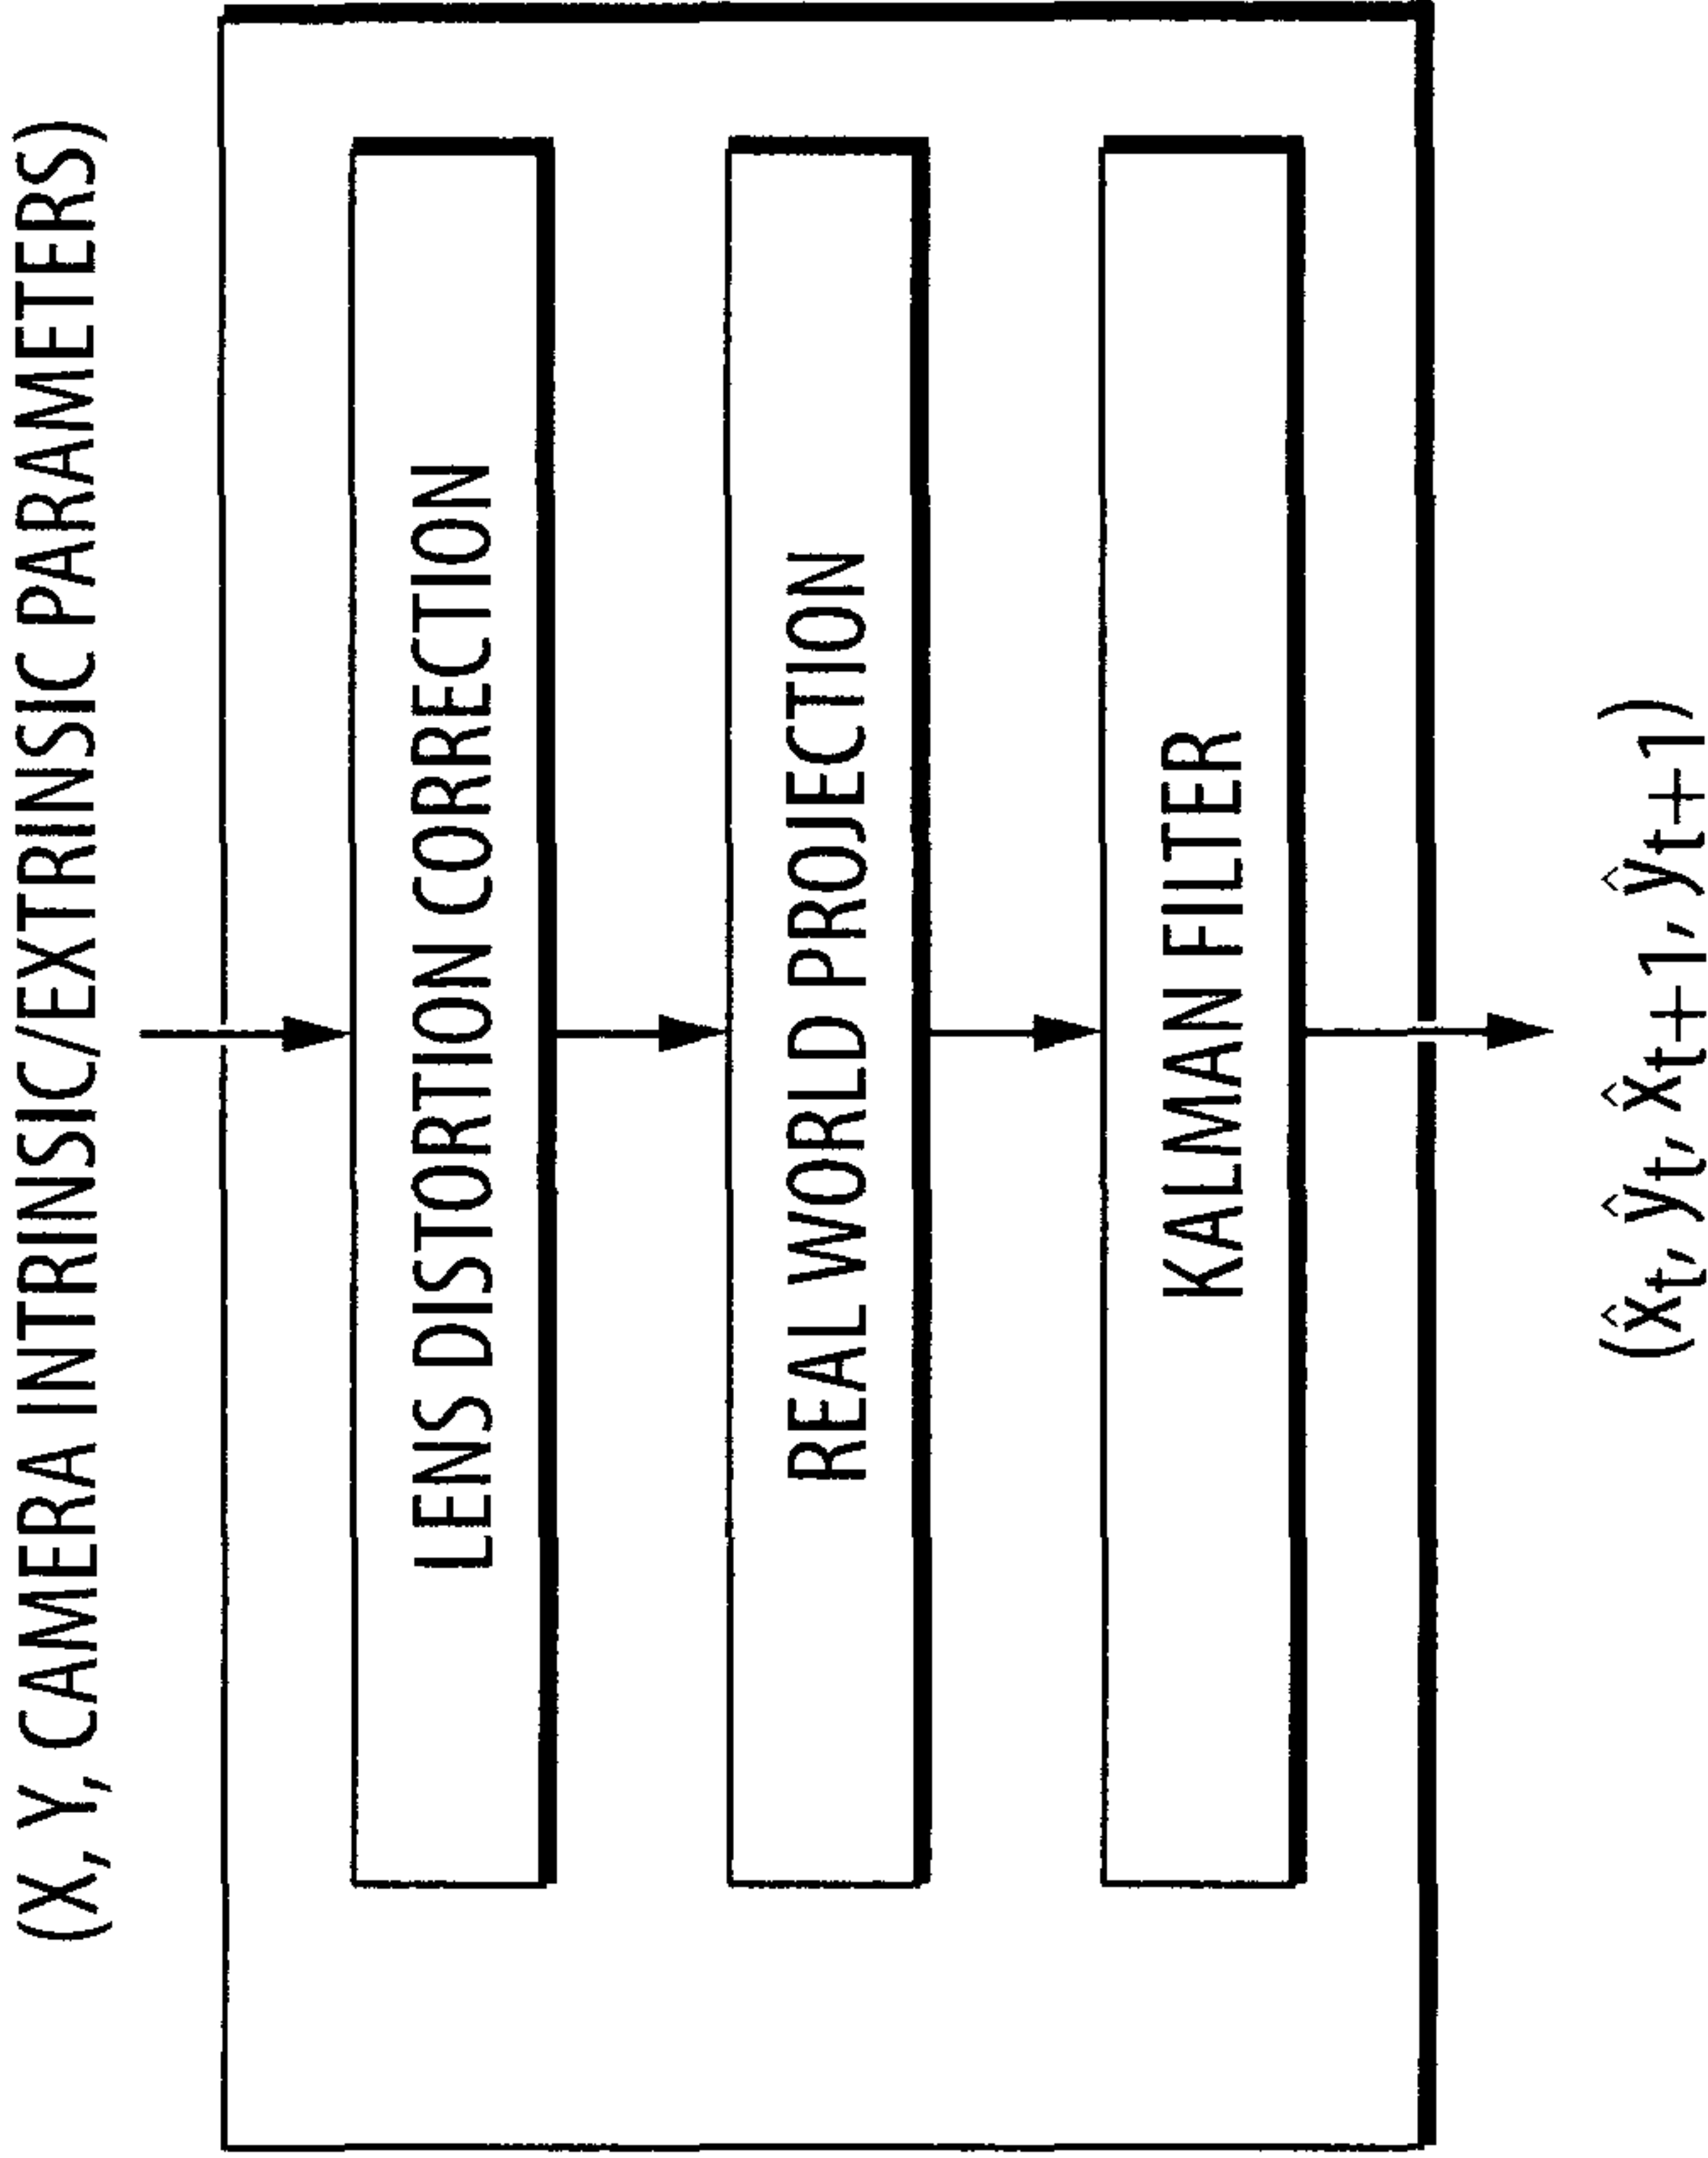 (X, Y, CAMERA INTRINSIC/EXTRINSIC PARAMETERS)
LENS DISTORTION CORRECTION
REAL WORLD PROJECTION
KALMAN FILTER
(x̂t, ŷt, x̂t+1, ŷt+1)